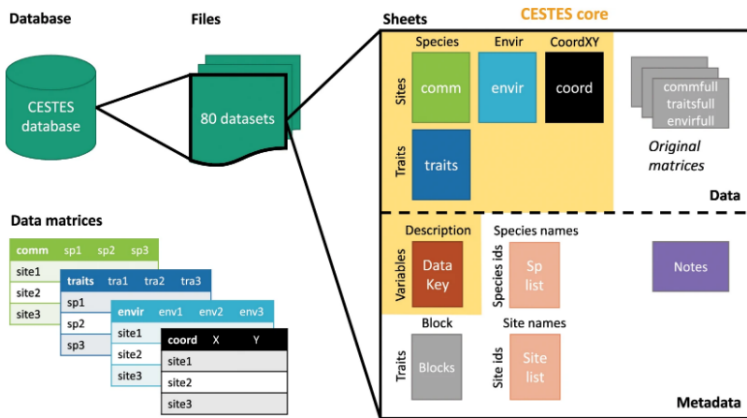 Database
Files
Sheets
CESTES core
CESTES
database
80 datasets
Species
Envir
CoordXY
Sites
comm
envir
coord
commfull
traitsfull
envirfull
Original
matrices
Traits
traits
Data
Data matrices
comm sp1 sp2 sp3
site1
site2
site3
traits tra1 tra2 tra3
sp1
sp2
sp3
envir env1 env2 env3
site1
site2
site3
coord X Y
site1
site2
site3
Description
Variables
Data
Key
Species names
Species ids
Sp
list
Notes
Block
Traits
Blocks
Site names
Site ids
Site
list
Metadata